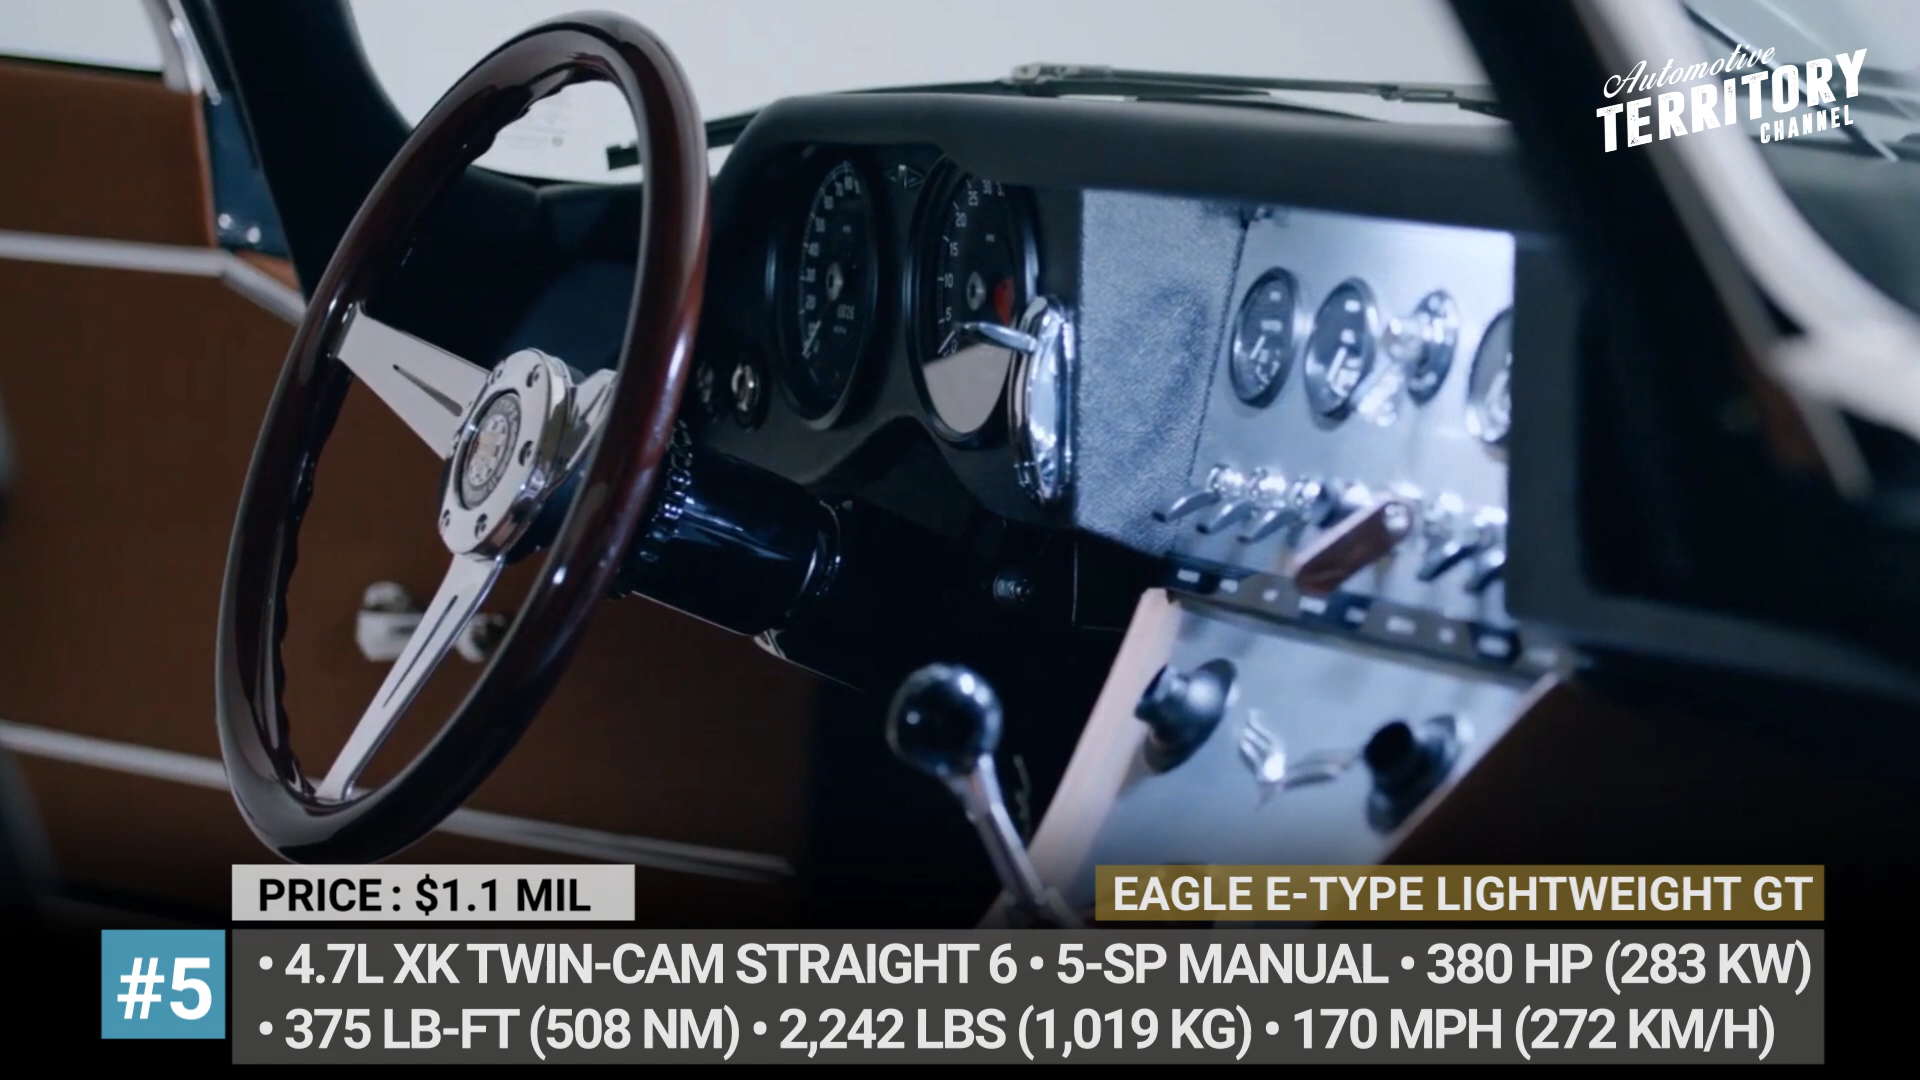 Automotive
TERRITORY
CHANNEL
PRICE: $1.1 MIL
EAGLE E-TYPE LIGHTWEIGHT GT
#5
• 4.7L XK TWIN-CAM STRAIGHT 6 • 5-SP MANUAL • 380 HP (283 KW)
• 375 LB-FT (508 NM) • 2,242 LBS (1,019 KG) • 170 MPH (272 KM/H)